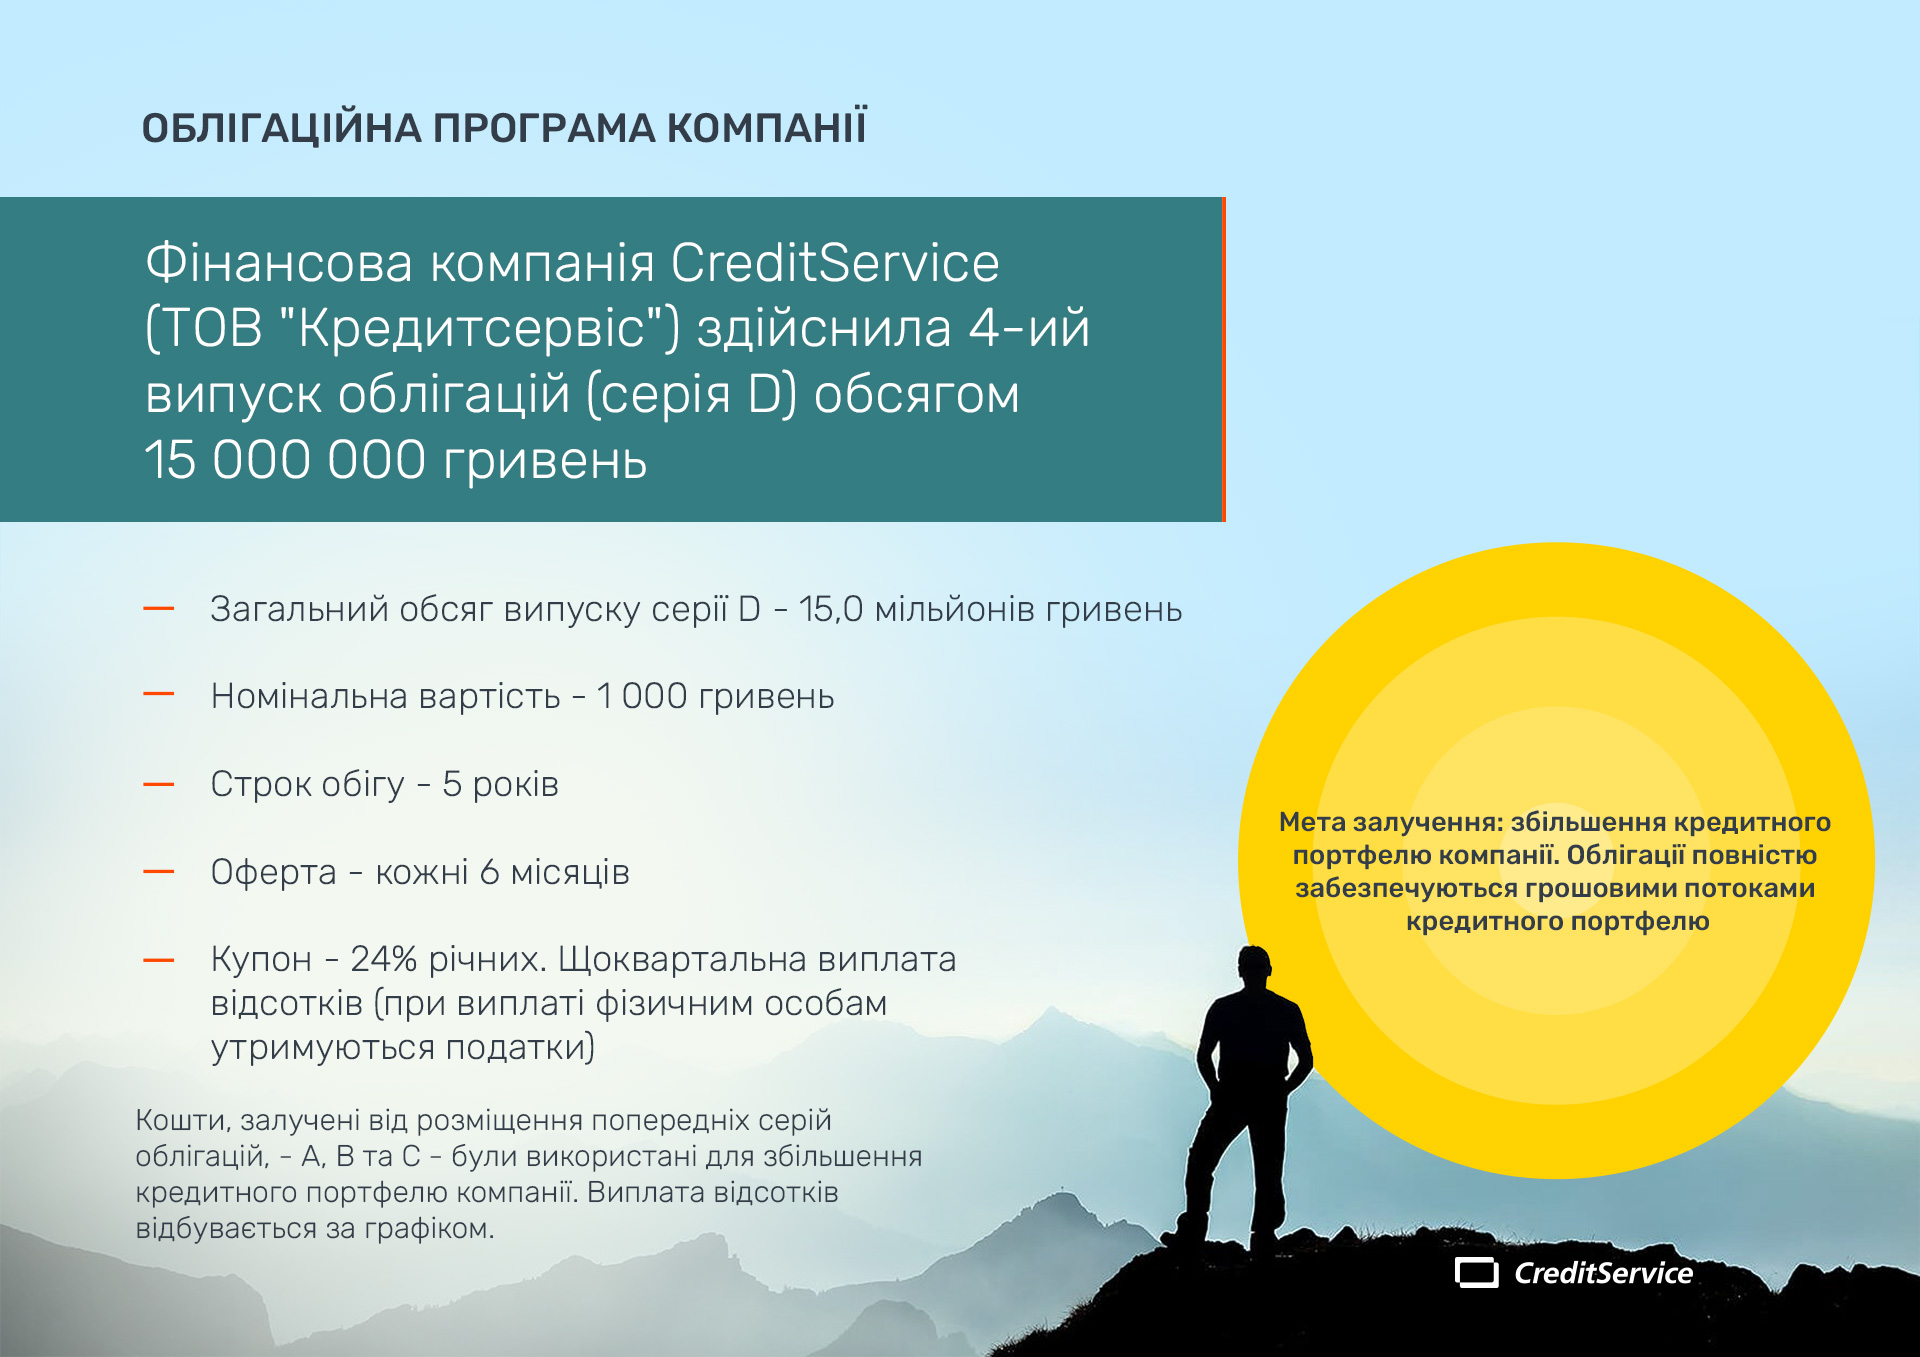 ОБЛІГАЦІЙНА ПРОГРАМА КОМПАНІЇ
Фінансова компанія CreditService
(ТОВ "Кредитсервіс") здійснила 4-ий
випуск облігацій (серія D) обсягом
15 000 000 гривень
— Загальний обсяг випуску серії D - 15,0 мільйонів гривень
— Номінальна вартість - 1 000 гривень
— Строк обігу - 5 років
— Оферта - кожні 6 місяців
— Купон - 24% річних. Щоквартальна виплата
відсотків (при виплаті фізичним особам
утримуються податки)
Кошти, залучені від розміщення попередніх серій
облігацій, - А, В та С - були використані для збільшення
кредитного портфелю компанії. Виплата відсотків
відбувається за графіком.
Мета залучення: збільшення кредитного
портфелю компанії. Облігації повністю
забезпечуються грошовими потоками
кредитного портфелю
CreditService